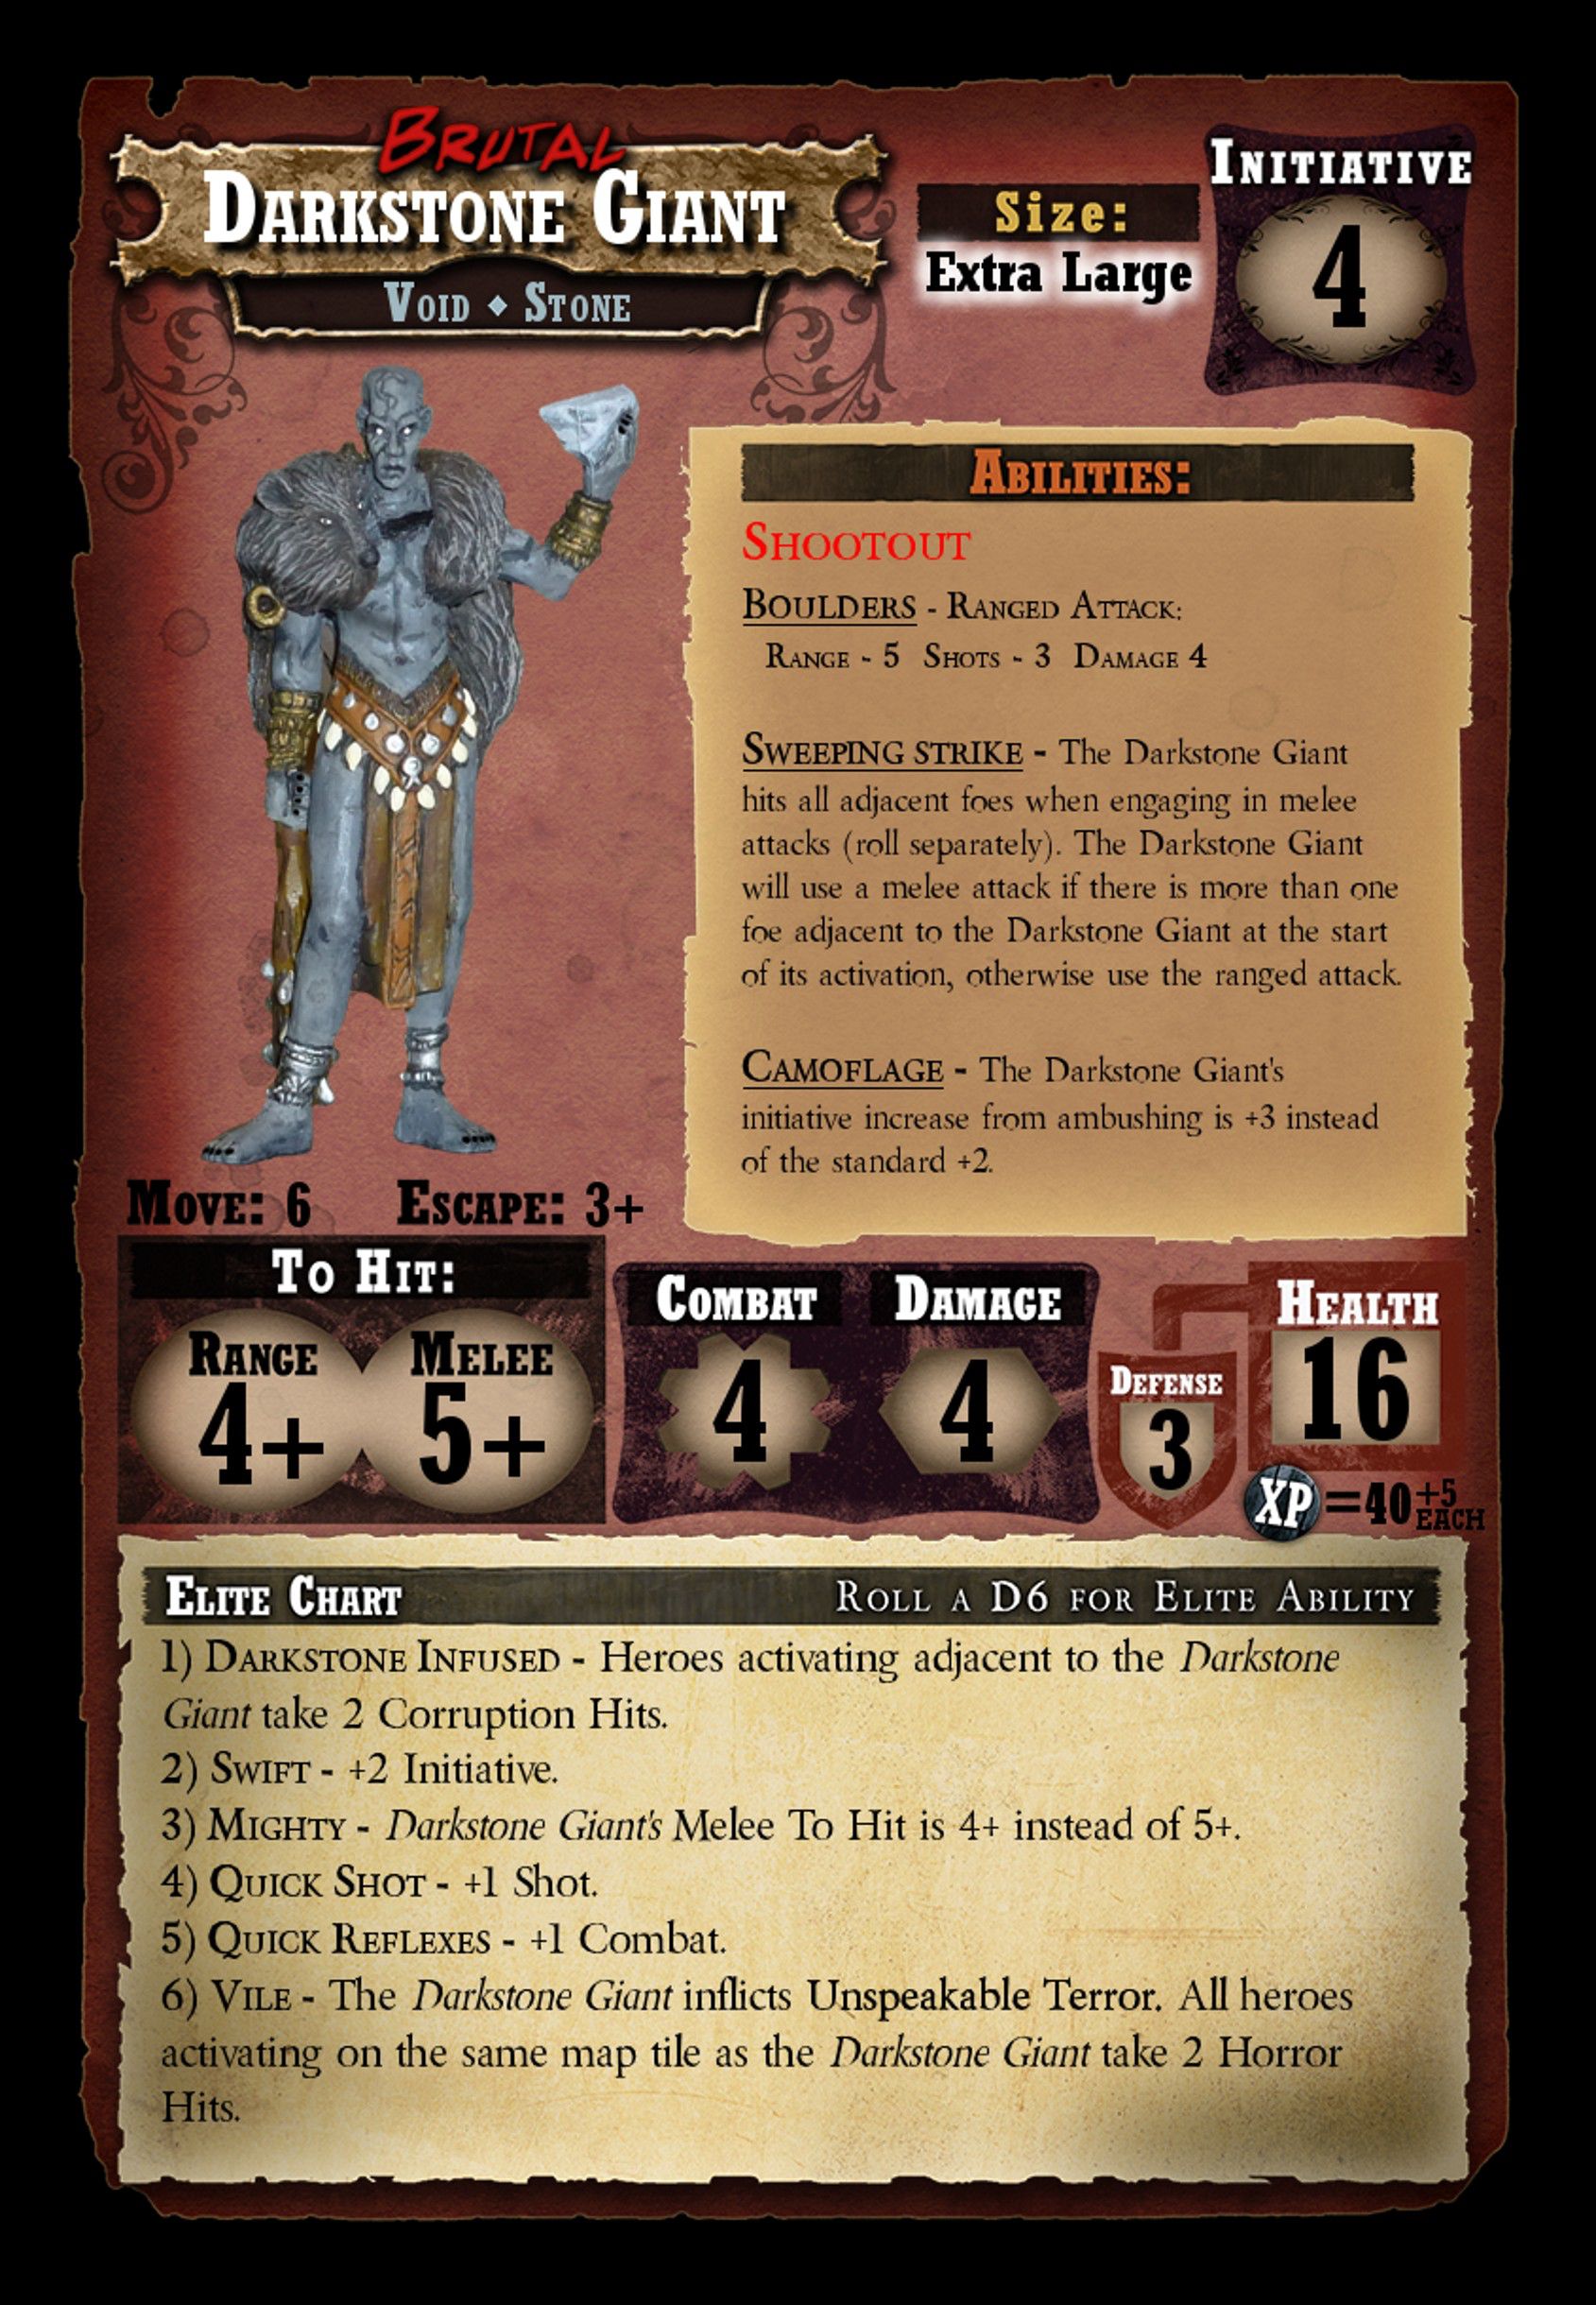 Brutal
Darkstone Giant
Void ◆ Stone
Size:
Extra Large
Initiative
4
Abilities:
Shootout
Boulders - Ranged Attack:
Range - 5 Shots - 3 Damage 4
Sweeping strike - The Darkstone Giant
hits all adjacent foes when engaging in melee
attacks (roll separately). The Darkstone Giant
will use a melee attack if there is more than one
foe adjacent to the Darkstone Giant at the start
of its activation, otherwise use the ranged attack.
Camoflage - The Darkstone Giant's
initiative increase from ambushing is +3 instead
of the standard +2.
Move: 6 Escape: 3+
To Hit:
Range
4+
Melee
5+
Combat
4
Damage
4
Defense
3
Health
16
XP =40 +5 EACH
Elite Chart
Roll a D6 for Elite Ability
1) Darkstone Infused - Heroes activating adjacent to the Darkstone
Giant take 2 Corruption Hits.
2) Swift - +2 Initiative.
3) Mighty - Darkstone Giant's Melee To Hit is 4+ instead of 5+.
4) Quick Shot - +1 Shot.
5) Quick Reflexes - +1 Combat.
6) Vile - The Darkstone Giant inflicts Unspeakable Terror. All heroes
activating on the same map tile as the Darkstone Giant take 2 Horror
Hits.